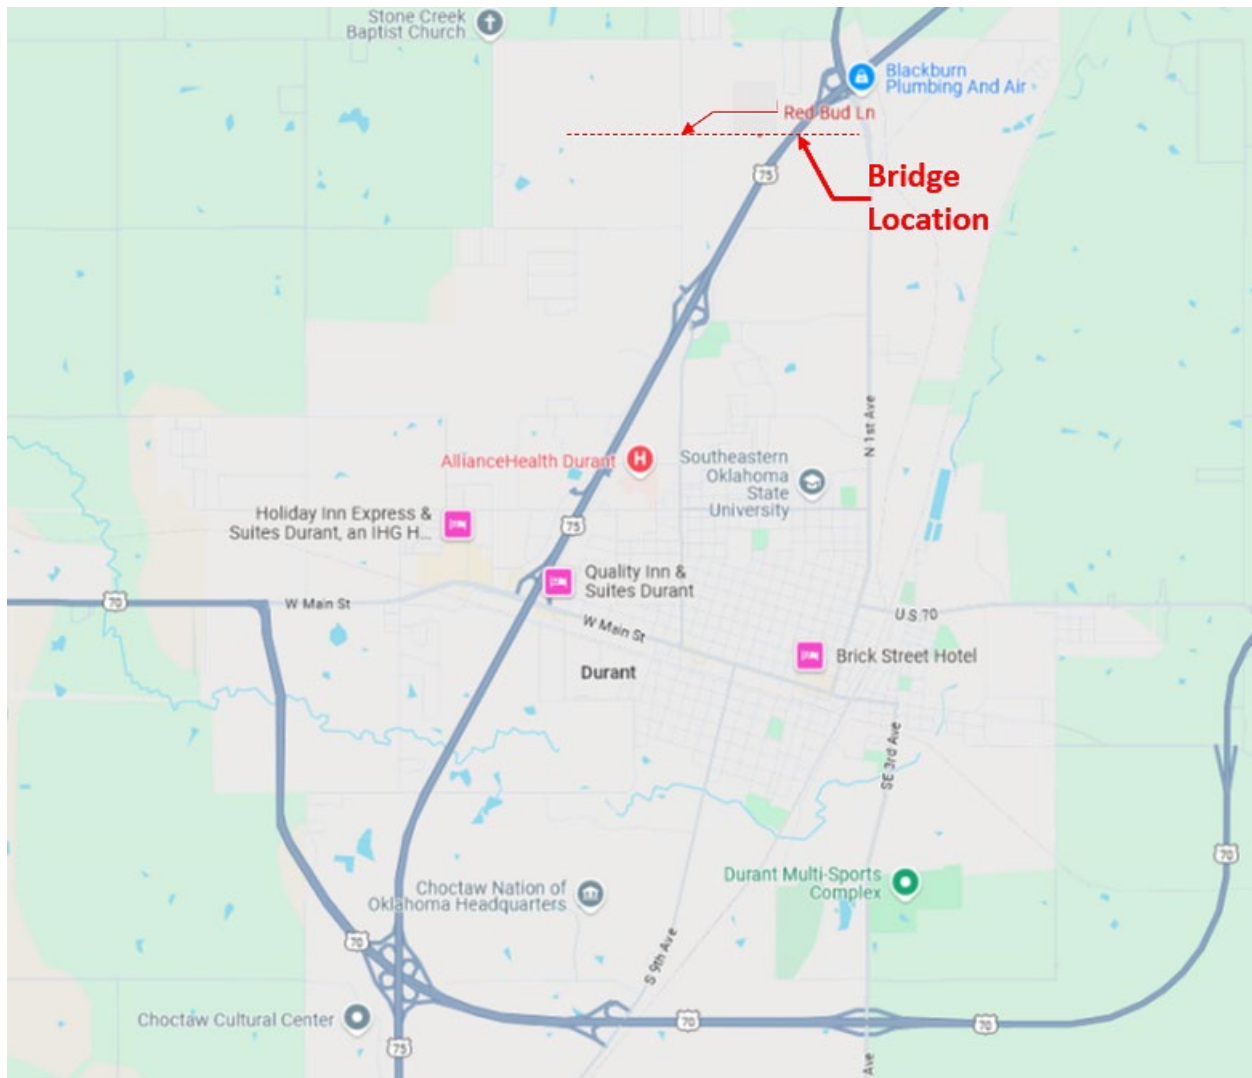 Stone Creek
Baptist Church
Blackburn
Plumbing And Air
Red Bud Ln
75
Bridge
Location
N 1st Ave
AllianceHealth Durant
H
Southeastern
Oklahoma
State
University
Holiday Inn Express &
Suites Durant, an IHG H...
75
Quality Inn &
Suites Durant
70
W Main St
W Main St
U.S.70
Durant
Brick Street Hotel
SE 3rd Ave
70
Durant Multi-Sports
Complex
Choctaw Nation of
Oklahoma Headquarters
70
S 9th Ave
Choctaw Cultural Center
70
70
75
Ave